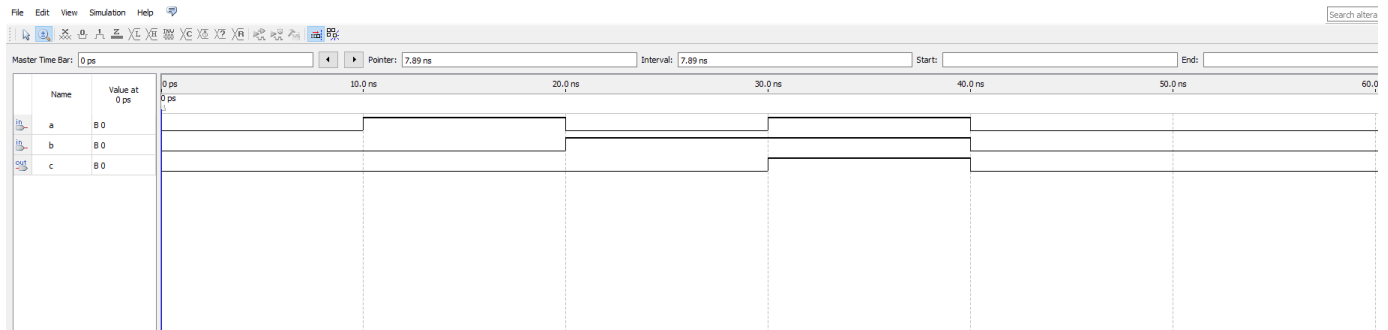 File Edit View Simulation Help
Search altera
Master Time Bar: 0 ps Pointer: 7.89 ns Interval: 7.89 ns Start: End:
Name Value at 0 ps
0 ps 10.0 ns 20.0 ns 30.0 ns 40.0 ns 50.0 ns 60.0
0 ps
in a B 0
in b B 0
out c B 0